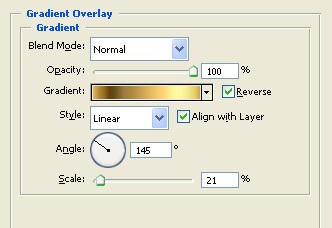 Gradient Overlay
Gradient
Blend Mode: Normal
Opacity: 100 %
Gradient: Reverse
Style: Linear Align with Layer
Angle: 145 °
Scale: 21 %